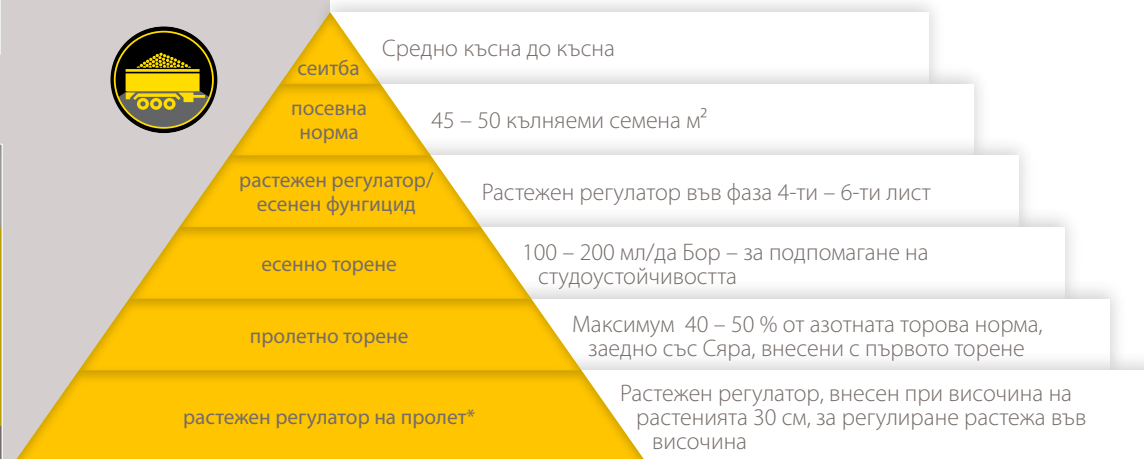 сеитба
Средно късна до късна
посевна
норма
45 – 50 кълняеми семена м²
растежен регулатор/
есенен фунгицид
Растежен регулатор във фаза 4-ти – 6-ти лист
есенно торене
100 – 200 мл/да Бор – за подпомагане на
студоустойчивостта
пролетно торене
Максимум 40 – 50 % от азотната торова норма,
заедно със Сяра, внесени с първото торене
растежен регулатор на пролет*
Растежен регулатор, внесен при височина на
растенията 30 см, за регулиране растежа във
височина